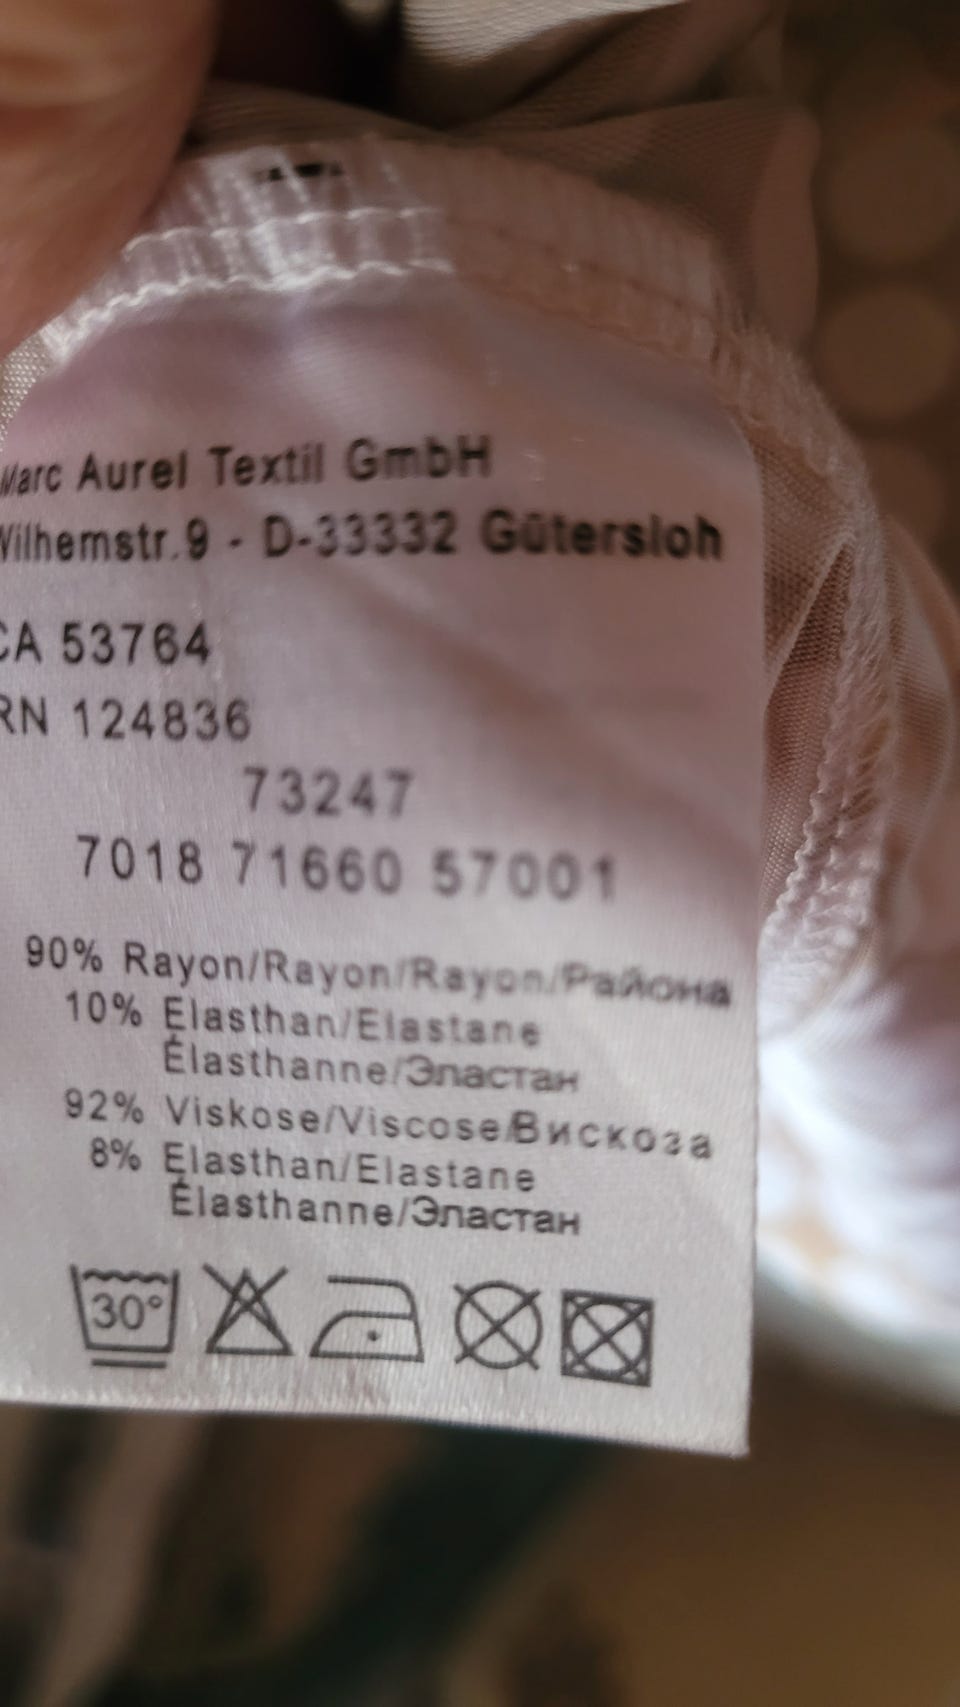 Marc Aurel Textil GmbH
Wilhemstr.9 - D-33332 Gütersloh
CA 53764
RN 124836
73247
7018 71660 57001
90% Rayon/Rayon/Rayon/Района
10% Elasthan/Elastane
Élasthanne/Эластан
92% Viskose/Viscose/Вискоза
8% Elasthan/Elastane
Élasthanne/Эластан
30°